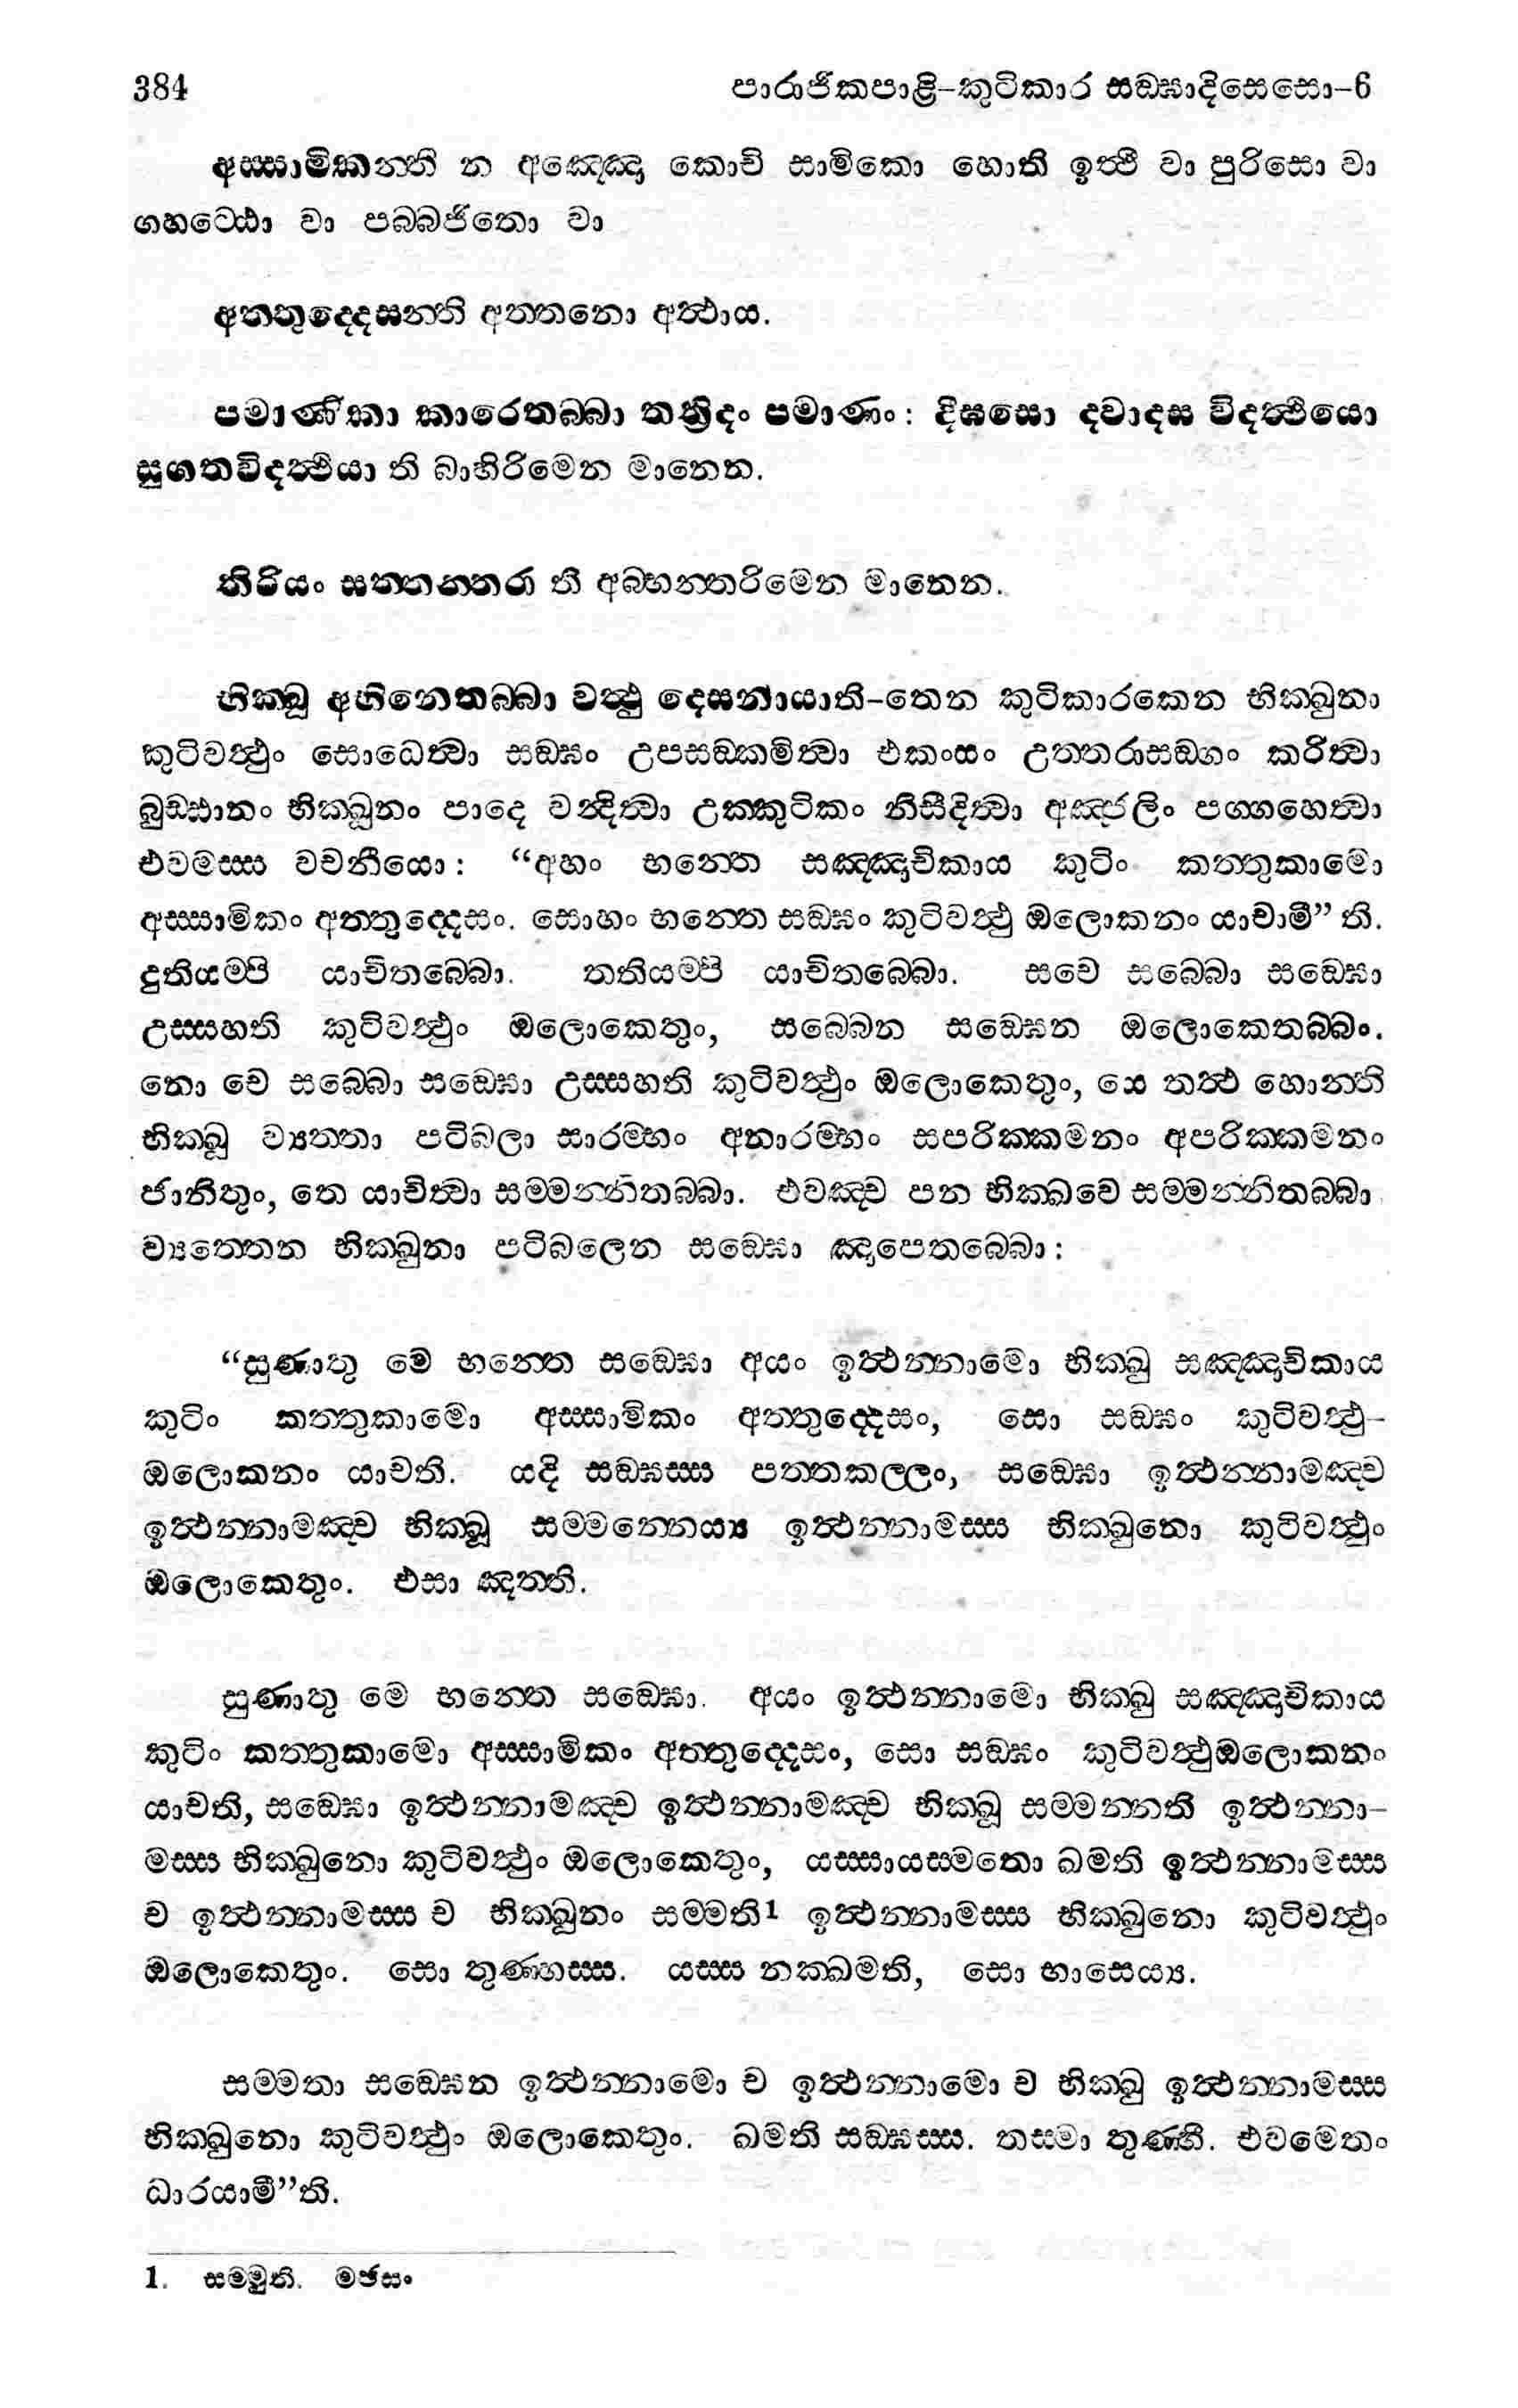 384 පාරාජිකපාළි-කුටිකාර සඞ්ඝාදිසෙසො-6
අස්සාමිකන්ති න අඤ්ඤො කොචි සාමිකො හොති ඉත්ථී වා පුරිසො වා
ගහට්ඨො වා පබ්බජිතො වා
අත්තුද්දෙසන්ති අත්තනො අත්ථාය.
පමාණිකා කාරෙතබ්බා තත්‍රිදං පමාණං: දීඝසො ද්වාදස විදත්ථියො
සුගතවිදත්ථියා ති බාහිරිමෙන මානෙන.
තිරියං සත්තන්තරා ති අබ්භන්තරිමෙන මානෙන.
භික්ඛූ අභිනෙතබ්බා වත්ථු දෙසනායාති-තෙන කුටිකාරකෙන භික්ඛුනා
කුටිවත්ථුං සොධෙත්වා සඞ්ඝං උපසඞ්කමිත්වා එකංසං උත්තරාසඞ්ගං කරිත්වා
බුඩ්ඪානං භික්ඛූනං පාදෙ වන්දිත්වා උක්කුටිකං නිසීදිත්වා අඤ්ජලිං පග්ගහෙත්වා
එවමස්ස වචනීයො: “අහං භන්තෙ සඤ්ඤාචිකාය කුටිං කත්තුකාමො
අස්සාමිකං අත්තුද්දෙසං. සොහං භන්තෙ සඞ්ඝං කුටිවත්ථු ඔලොකනං යාචාමී” ති.
දුතියම්පි යාචිතබ්බො. තතියම්පි යාචිතබ්බො. සචෙ සබ්බො සඞ්ඝො
උස්සහති කුටිවත්ථුං ඔලොකෙතුං, සබ්බෙන සඞ්ඝෙන ඔලොකෙතබ්බං.
නො චෙ සබ්බො සඞ්ඝො උස්සහති කුටිවත්ථුං ඔලොකෙතුං, යෙ තත්ථ හොන්ති
භික්ඛූ ව්‍යත්තා පටිබලා සාරම්භං අනාරම්භං සපරික්කමනං අපරික්කමනං
ජානිතුං, තෙ යාචිත්වා සම්මන්නිතබ්බා. එවඤ්ච පන භික්ඛවෙ සම්මන්නිතබ්බා
ව්‍යත්තෙන භික්ඛුනා පටිබලෙන සඞ්ඝො ඤාපෙතබ්බො:
“සුණාතු මෙ භන්තෙ සඞ්ඝො අයං ඉත්ථන්නාමො භික්ඛු සඤ්ඤාචිකාය
කුටිං කත්තුකාමො අස්සාමිකං අත්තුද්දෙසං, සො සඞ්ඝං කුටිවත්ථු-
ඔලොකනං යාචති. යදි සඞ්ඝස්ස පත්තකල්ලං, සඞ්ඝො ඉත්ථන්නාමඤ්ච
ඉත්ථන්නාමඤ්ච භික්ඛූ සම්මන්නෙය්‍ය ඉත්ථන්නාමස්ස භික්ඛුනො කුටිවත්ථුං
ඔලොකෙතුං. එසා ඤත්ති.
සුණාතු මෙ භන්තෙ සඞ්ඝො. අයං ඉත්ථන්නාමො භික්ඛු සඤ්ඤාචිකාය
කුටිං කත්තුකාමො අස්සාමිකං අත්තුද්දෙසං, සො සඞ්ඝං කුටිවත්ථුඔලොකනං
යාචති, සඞ්ඝො ඉත්ථන්නාමඤ්ච ඉත්ථන්නාමඤ්ච භික්ඛූ සම්මන්නති ඉත්ථන්නා-
මස්ස භික්ඛුනො කුටිවත්ථුං ඔලොකෙතුං, යස්සායස්මතො ඛමති ඉත්ථන්නාමස්ස
ච ඉත්ථන්නාමස්ස ච භික්ඛූනං සම්මති1 ඉත්ථන්නාමස්ස භික්ඛුනො කුටිවත්ථුං
ඔලොකෙතුං. සො තුණ්හස්ස. යස්ස නක්ඛමති, සො භාසෙය්‍ය.
සම්මතා සඞ්ඝෙන ඉත්ථන්නාමො ච ඉත්ථන්නාමො ච භික්ඛු ඉත්ථන්නාමස්ස
භික්ඛුනො කුටිවත්ථුං ඔලොකෙතුං. ඛමති සඞ්ඝස්ස. තස්මා තුණ්හී. එවමෙතං
ධාරයාමී”ති.
1. සම්මුති. මඡසං